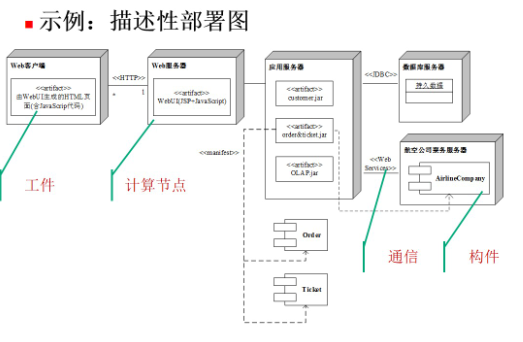 示例：描述性部署图
Web客户端
<<artifact>>
由WebUI生成的HTML页
面(含JavaScript代码)
<<HTTP>>
*
1
Web服务器
<<artifact>>
WebUI(JSP+JavaScript)
应用服务器
<<artifact>>
customer.jar
<<artifact>>
order&ticket.jar
<<artifact>>
OLAP.jar
<<JDBC>>
数据库服务器
持久数据
<<manifest>>
<<Web
Services>>
航空公司票务服务器
AirlineCompany
Order
Ticket
工件
计算节点
通信
构件